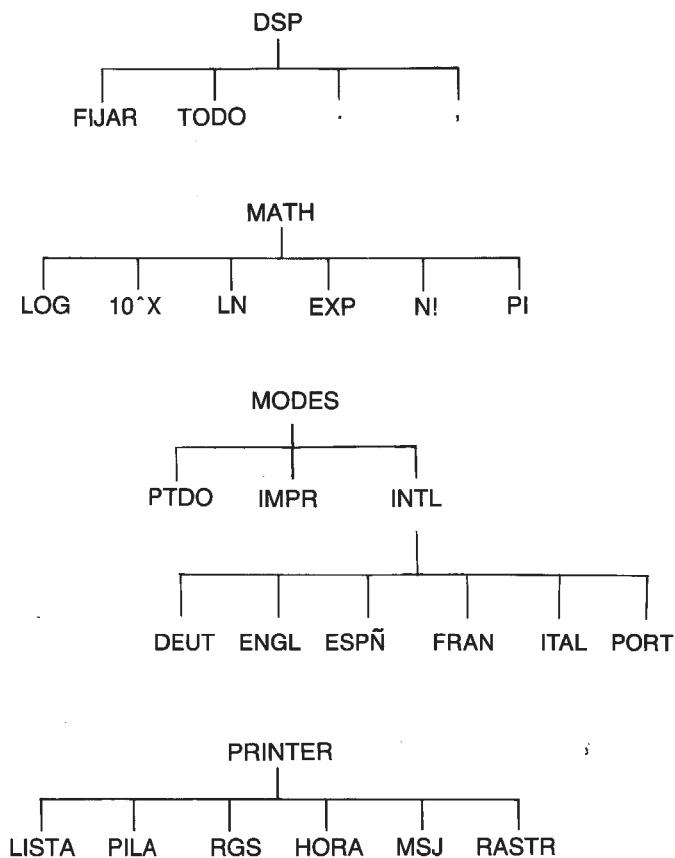 DSP
FIJAR TODO . ,
MATH
LOG 10^X LN EXP N! PI
MODES
PTDO IMPR INTL
DEUT ENGL ESPÑ FRAN ITAL PORT
PRINTER
LISTA PILA RGS HORA MSJ RASTR